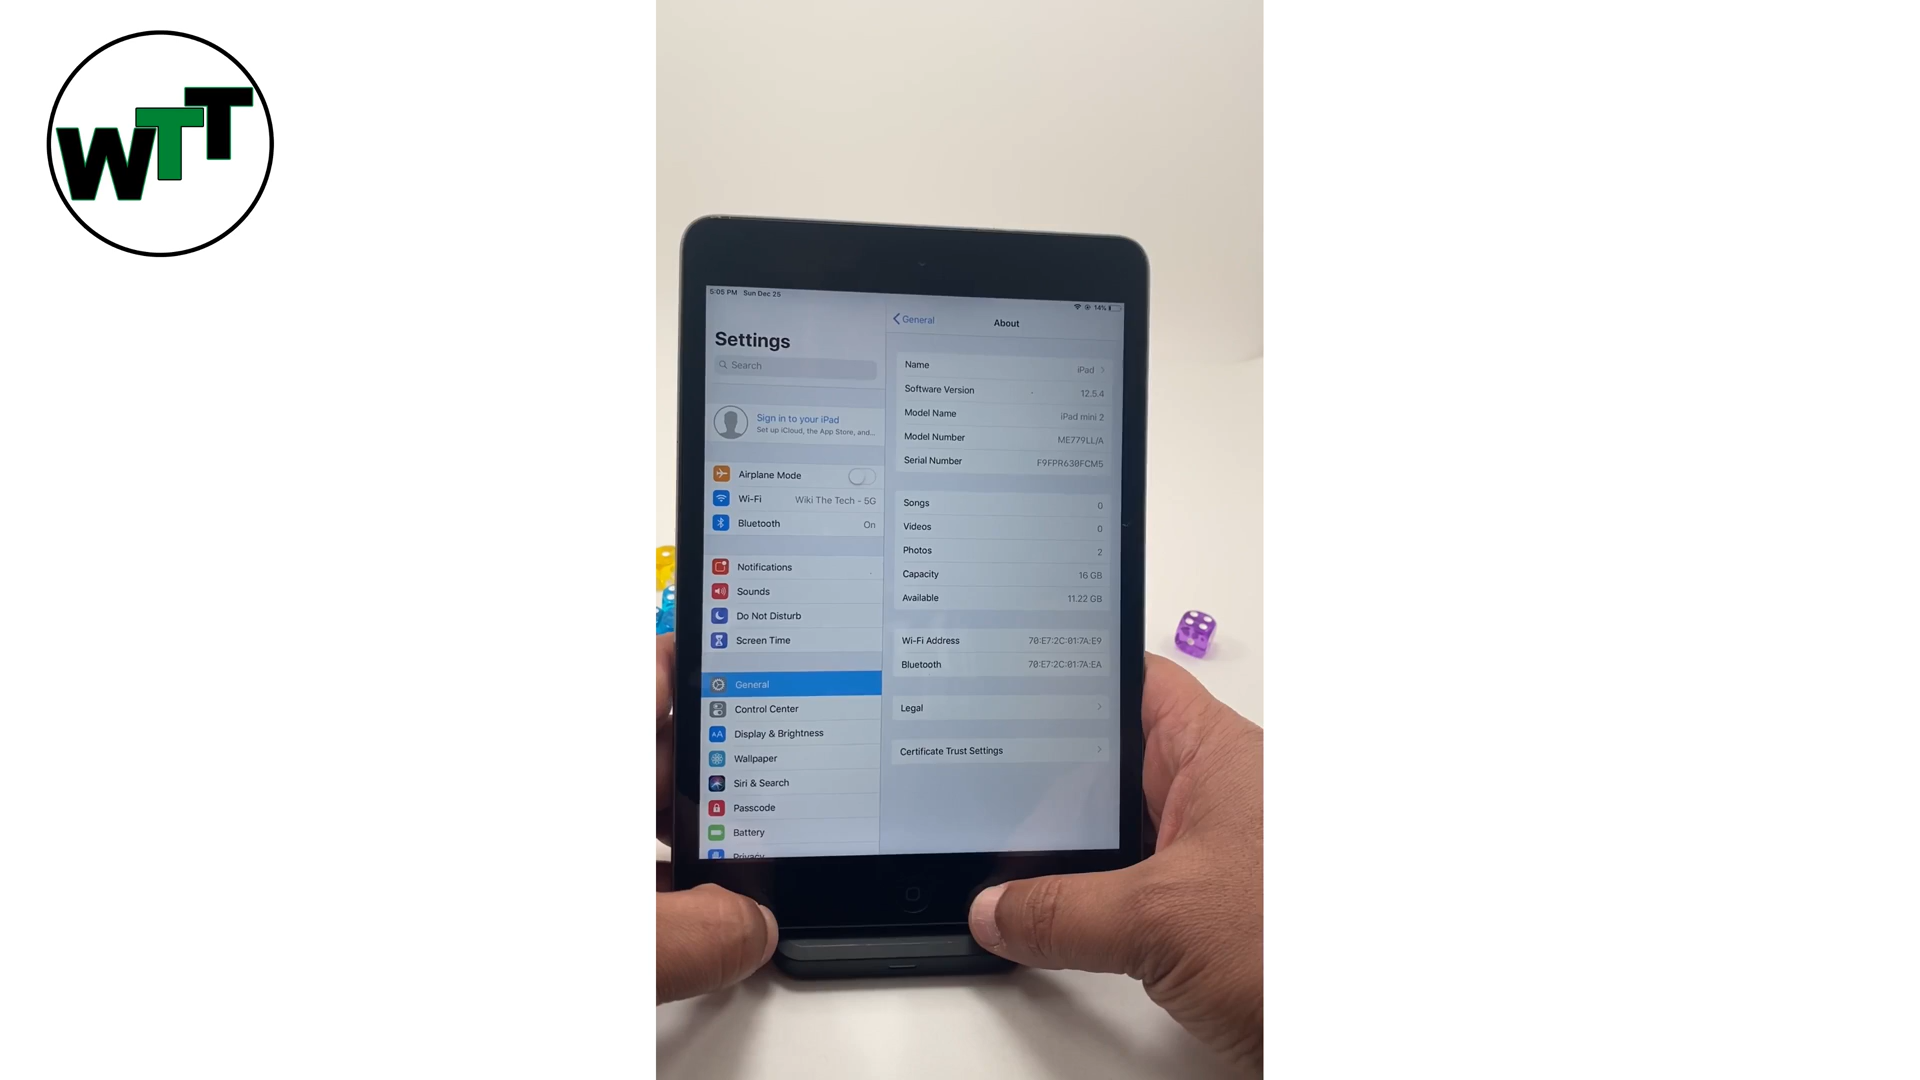 WTT
5:05 PM Sun Dec 25
14%
Settings
Search
Sign in to your iPad
Set up iCloud, the App Store, and...
Airplane Mode
Wi-Fi Wiki The Tech - 5G
Bluetooth On
Notifications
Sounds
Do Not Disturb
Screen Time
General
Control Center
Display & Brightness
Wallpaper
Siri & Search
Passcode
Battery
Privacy
General About
Name iPad
Software Version 12.5.4
Model Name iPad mini 2
Model Number ME779LL/A
Serial Number F9FPR630FCM5
Songs 0
Videos 0
Photos 2
Capacity 16 GB
Available 11.22 GB
Wi-Fi Address 70:E7:2C:01:7A:E9
Bluetooth 70:E7:2C:01:7A:EA
Legal
Certificate Trust Settings